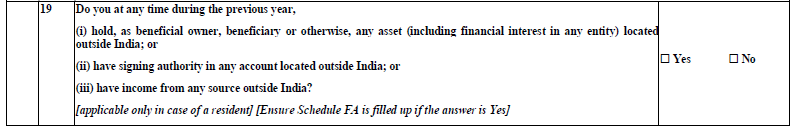 19 Do you at any time during the previous year,
(i) hold, as beneficial owner, beneficiary or otherwise, any asset (including financial interest in any entity) located
outside India; or
☐ Yes ☐ No
(ii) have signing authority in any account located outside India; or
(iii) have income from any source outside India?
[applicable only in case of a resident] [Ensure Schedule FA is filled up if the answer is Yes]